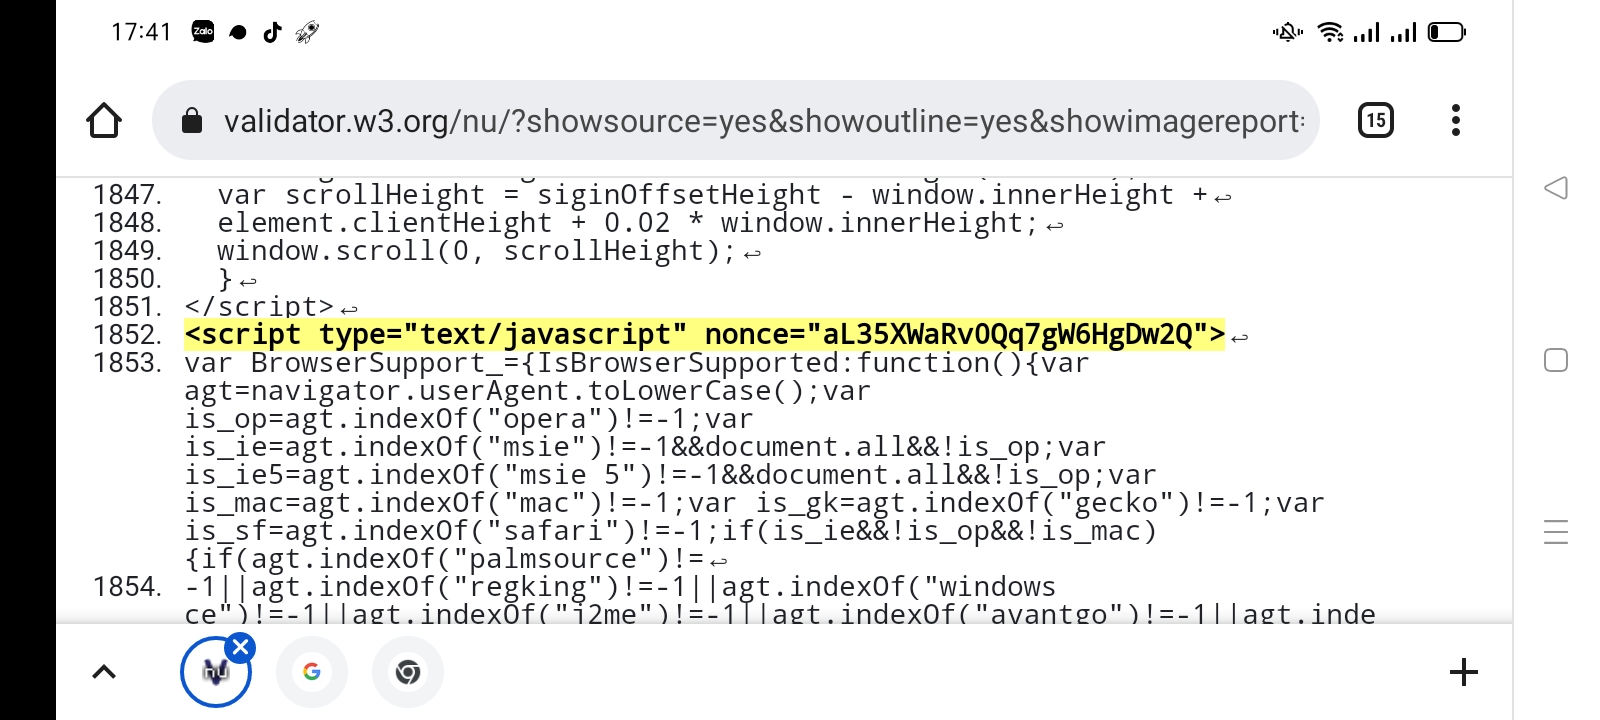 17:41 Zalo
validator.w3.org/nu/?showsource=yes&showoutline=yes&showimagereport= 15
1847. var scrollHeight = siginOffsetHeight - window.innerHeight +↩
1848. element.clientHeight + 0.02 * window.innerHeight;↩
1849. window.scroll(0, scrollHeight);↩
1850. }↩
1851. </script>↩
1852. <script type="text/javascript" nonce="aL35XWaRv0Qq7gW6HgDw2Q">↩
1853. var BrowserSupport_={IsBrowserSupported:function(){var
agt=navigator.userAgent.toLowerCase();var
is_op=agt.indexOf("opera")!=-1;var
is_ie=agt.indexOf("msie")!=-1&&document.all&&!is_op;var
is_ie5=agt.indexOf("msie 5")!=-1&&document.all&&!is_op;var
is_mac=agt.indexOf("mac")!=-1;var is_gk=agt.indexOf("gecko")!=-1;var
is_sf=agt.indexOf("safari")!=-1;if(is_ie&&!is_op&&!is_mac)
{if(agt.indexOf("palmsource")!=↩
1854. -1||agt.indexOf("regking")!=-1||agt.indexOf("windows
ce")!=-1||agt.indexOf("j2me")!=-1||agt.indexOf("avantgo")!=-1||agt.inde
nu G